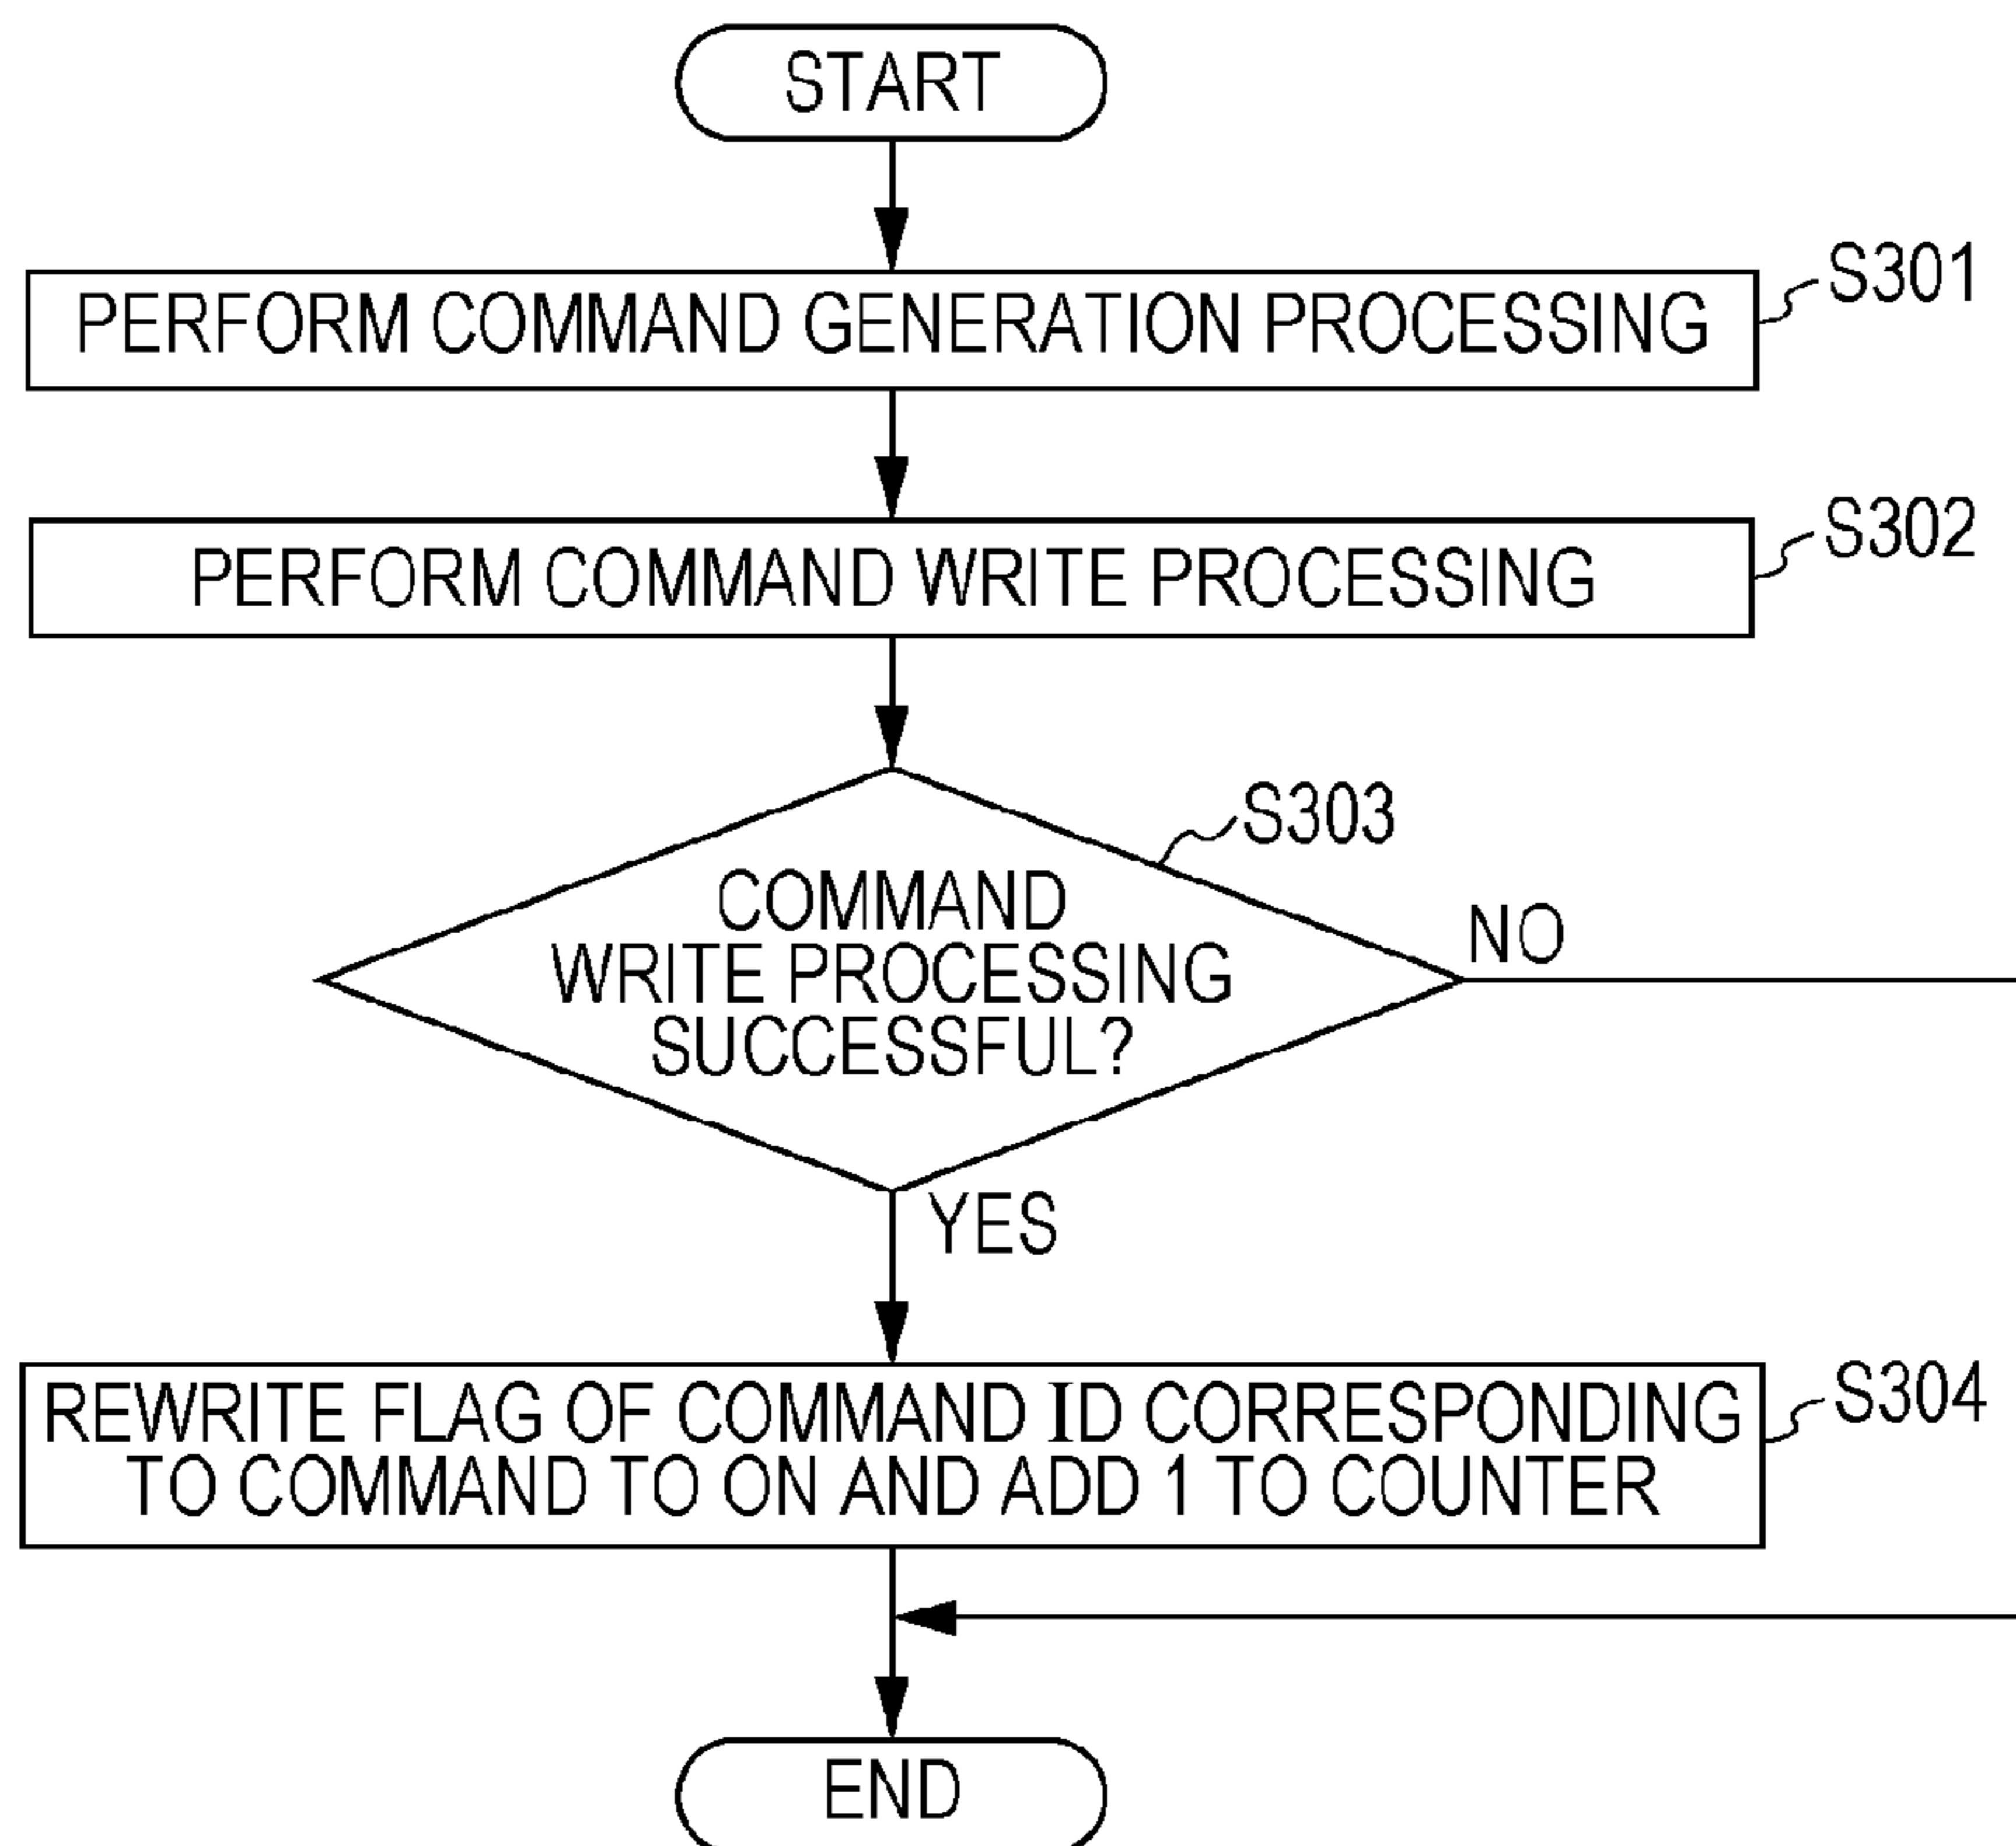 START
PERFORM COMMAND GENERATION PROCESSING
S301
PERFORM COMMAND WRITE PROCESSING
S302
S303
COMMAND
WRITE PROCESSING
SUCCESSFUL?
NO
YES
REWRITE FLAG OF COMMAND ID CORRESPONDING
TO COMMAND TO ON AND ADD 1 TO COUNTER
S304
END